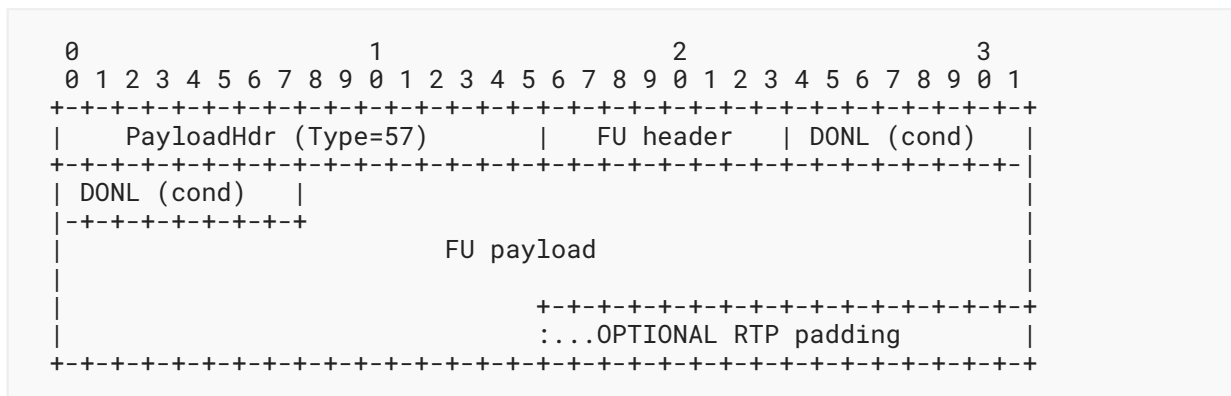 0                   1                   2                   3
 0 1 2 3 4 5 6 7 8 9 0 1 2 3 4 5 6 7 8 9 0 1 2 3 4 5 6 7 8 9 0 1
+-+-+-+-+-+-+-+-+-+-+-+-+-+-+-+-+-+-+-+-+-+-+-+-+-+-+-+-+-+-+-+-+
|    PayloadHdr (Type=57)       |   FU header   | DONL (cond)   |
+-+-+-+-+-+-+-+-+-+-+-+-+-+-+-+-+-+-+-+-+-+-+-+-+-+-+-+-+-+-+-+-|
| DONL (cond)   |                                               |
|-+-+-+-+-+-+-+-+                                               |
|                         FU payload                            |
|                                                               |
|                               +-+-+-+-+-+-+-+-+-+-+-+-+-+-+-+-+
|                               :...OPTIONAL RTP padding        |
+-+-+-+-+-+-+-+-+-+-+-+-+-+-+-+-+-+-+-+-+-+-+-+-+-+-+-+-+-+-+-+-+